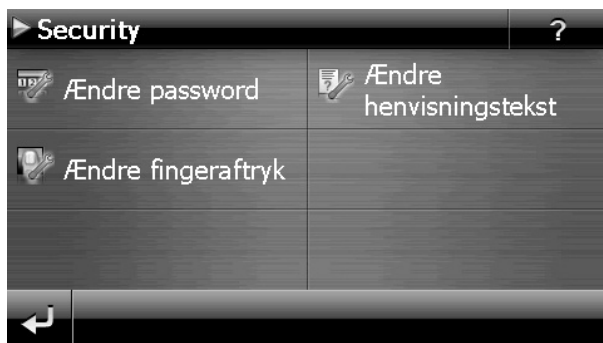 Security
?
Ændre password
Ændre
henvisningstekst
Ændre fingeraftryk